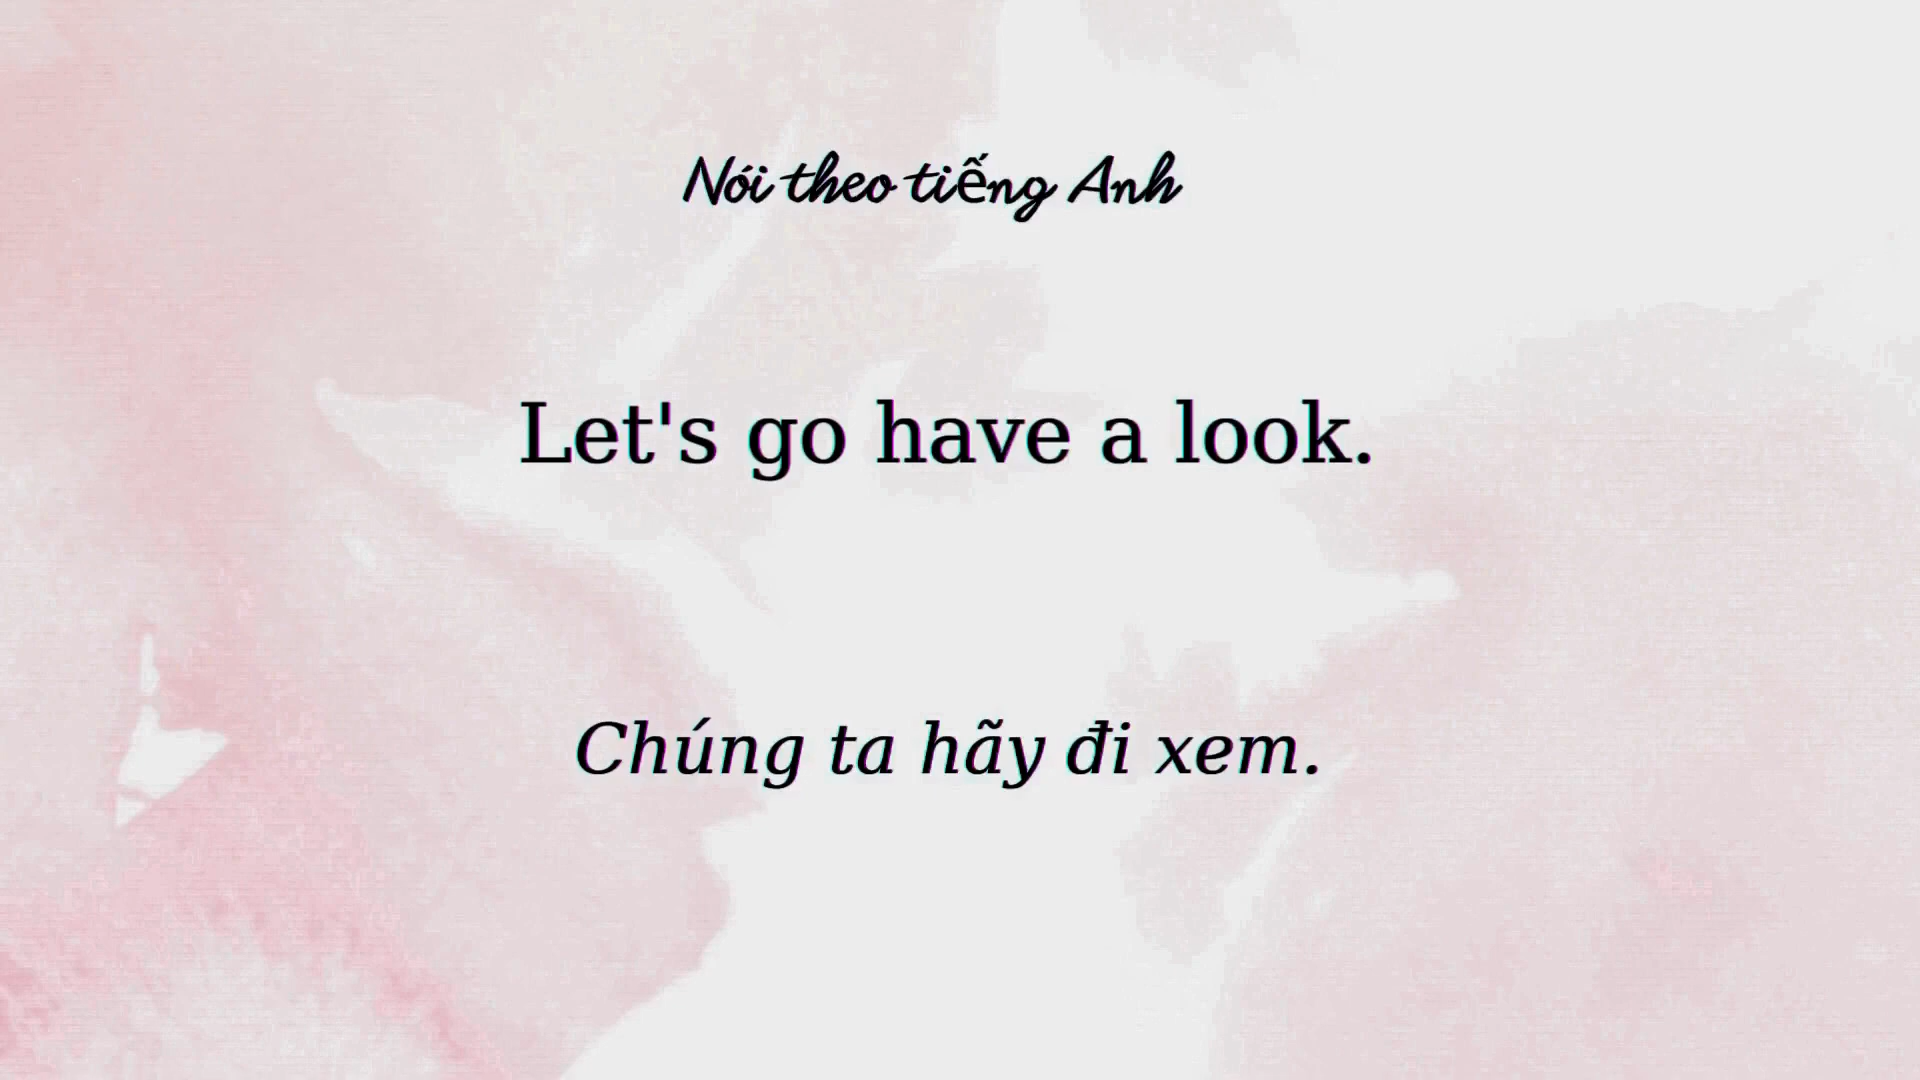 Nói theo tiếng Anh
Let's go have a look.
Chúng ta hãy đi xem.